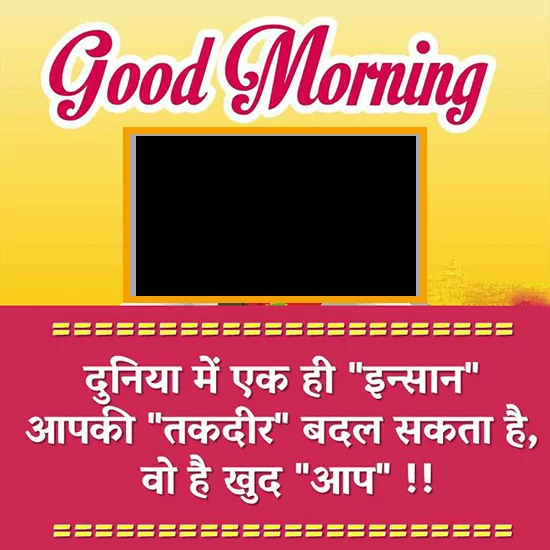 Good Morning
======================
दुनिया में एक ही "इन्सान"
आपकी "तकदीर" बदल सकता है,
वो है खुद "आप" !!
======================